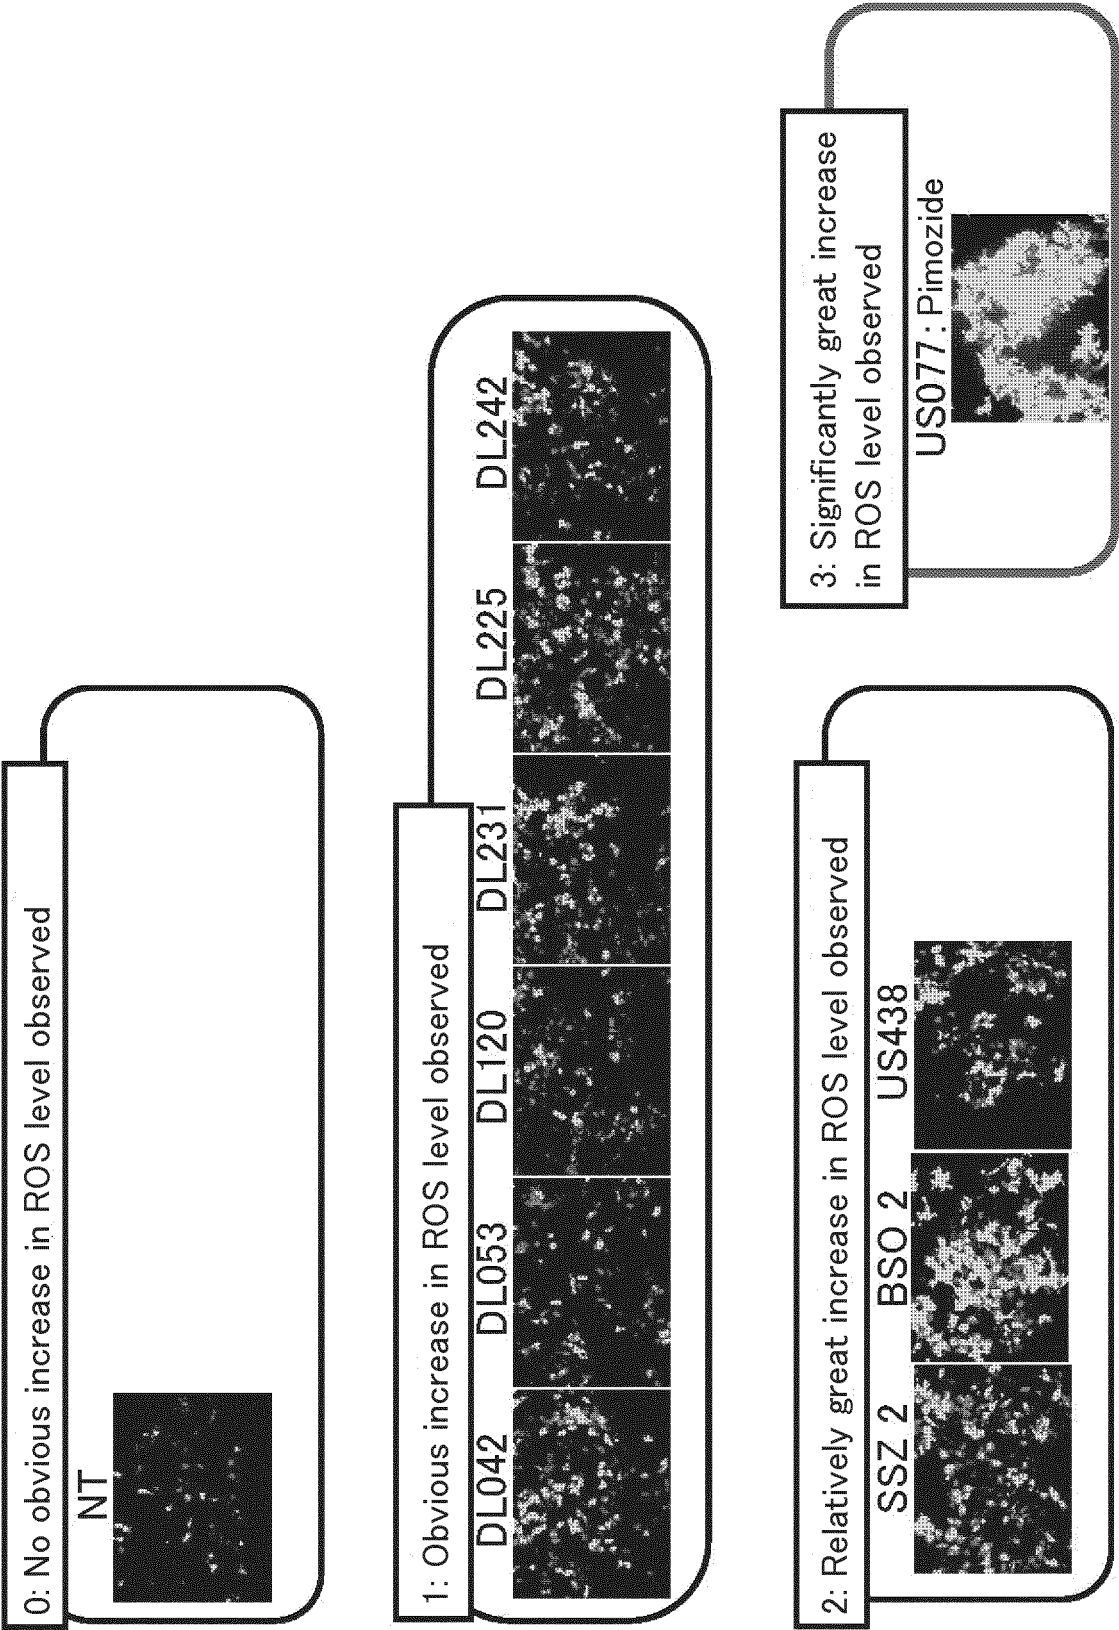 0: No obvious increase in ROS level observed
NT
1: Obvious increase in ROS level observed
DL042
DL053
DL120
DL231
DL225
DL242
2: Relatively great increase in ROS level observed
SSZ 2
BSO 2
US438
3: Significantly great increase
in ROS level observed
US077: Pimozide